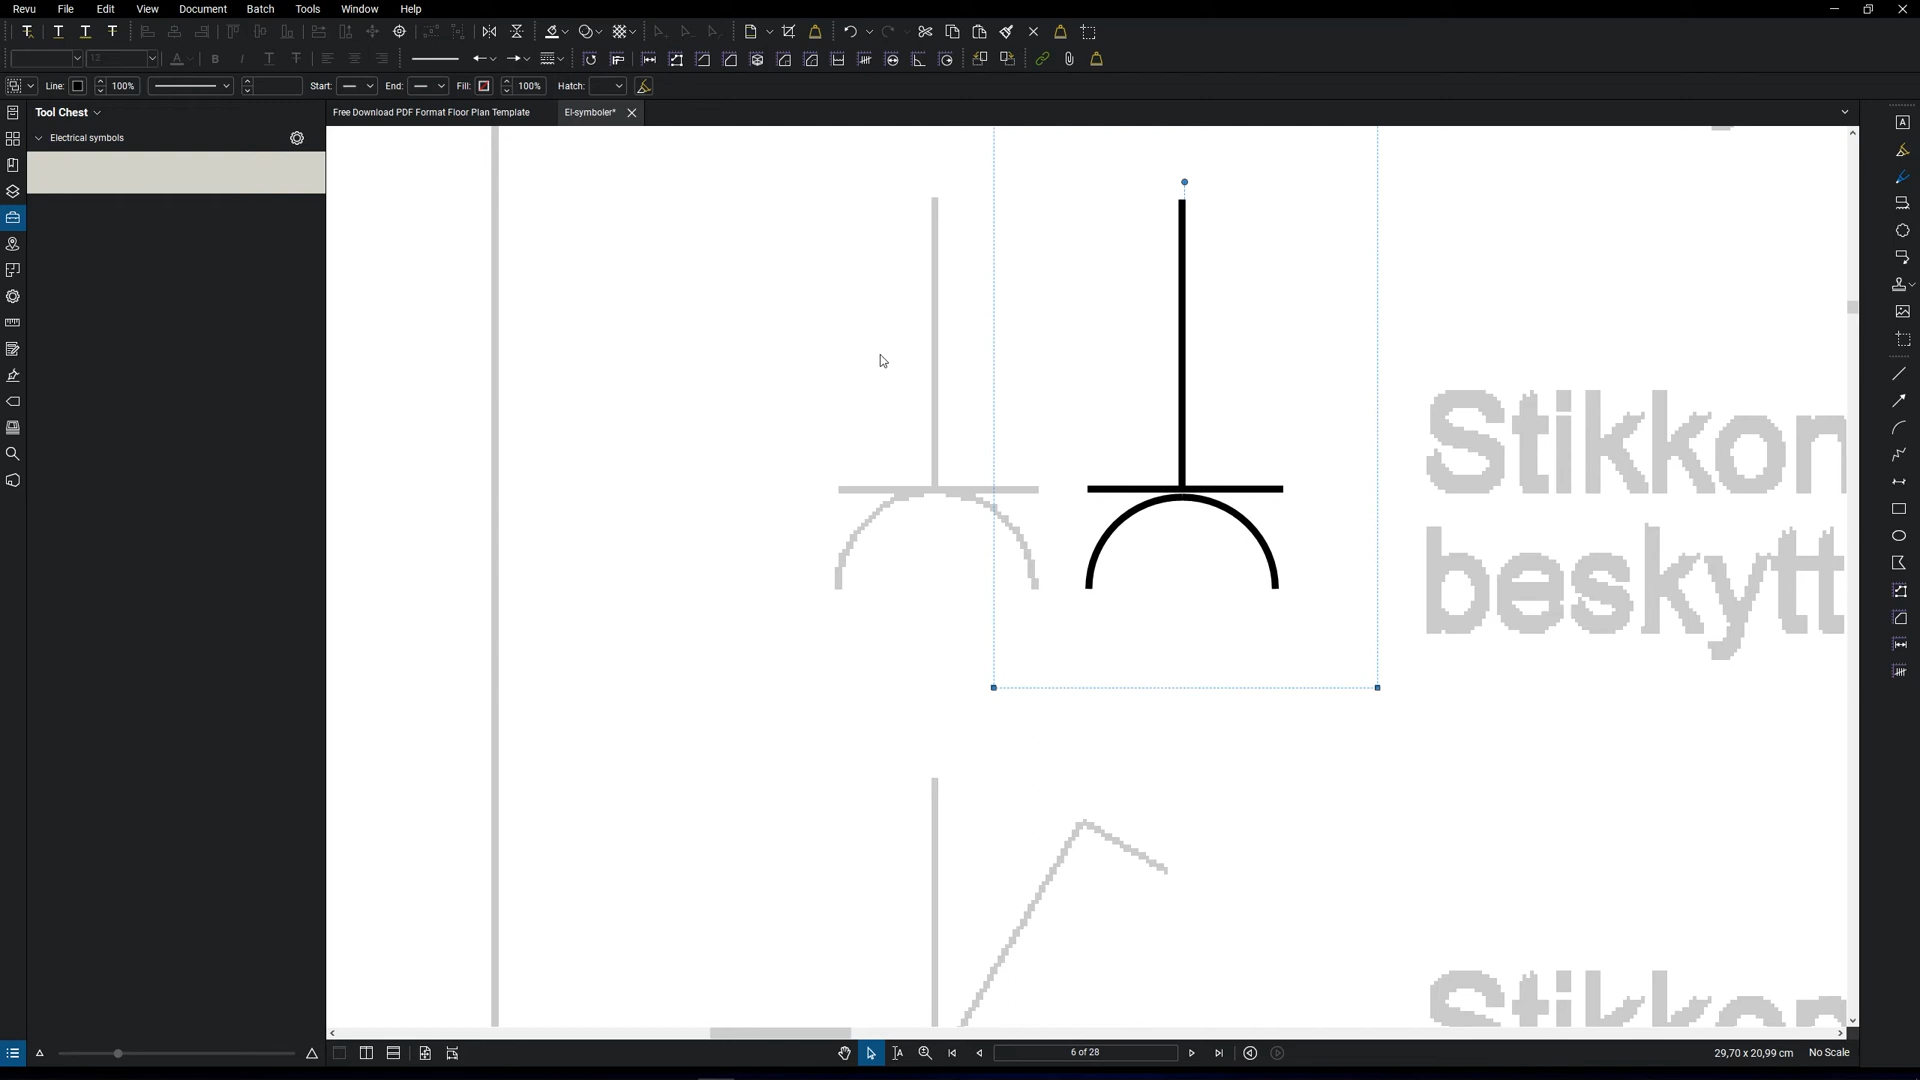 Revu File Edit View Document Batch Tools Window Help
12
Line: 100% Start: End: Fill: 100% Hatch:
Tool Chest
Free Download PDF Format Floor Plan Template El-symboler*
Electrical symbols
Stikkon
beskytt
Stikkon
6 of 28
29,70 x 20,99 cm No Scale